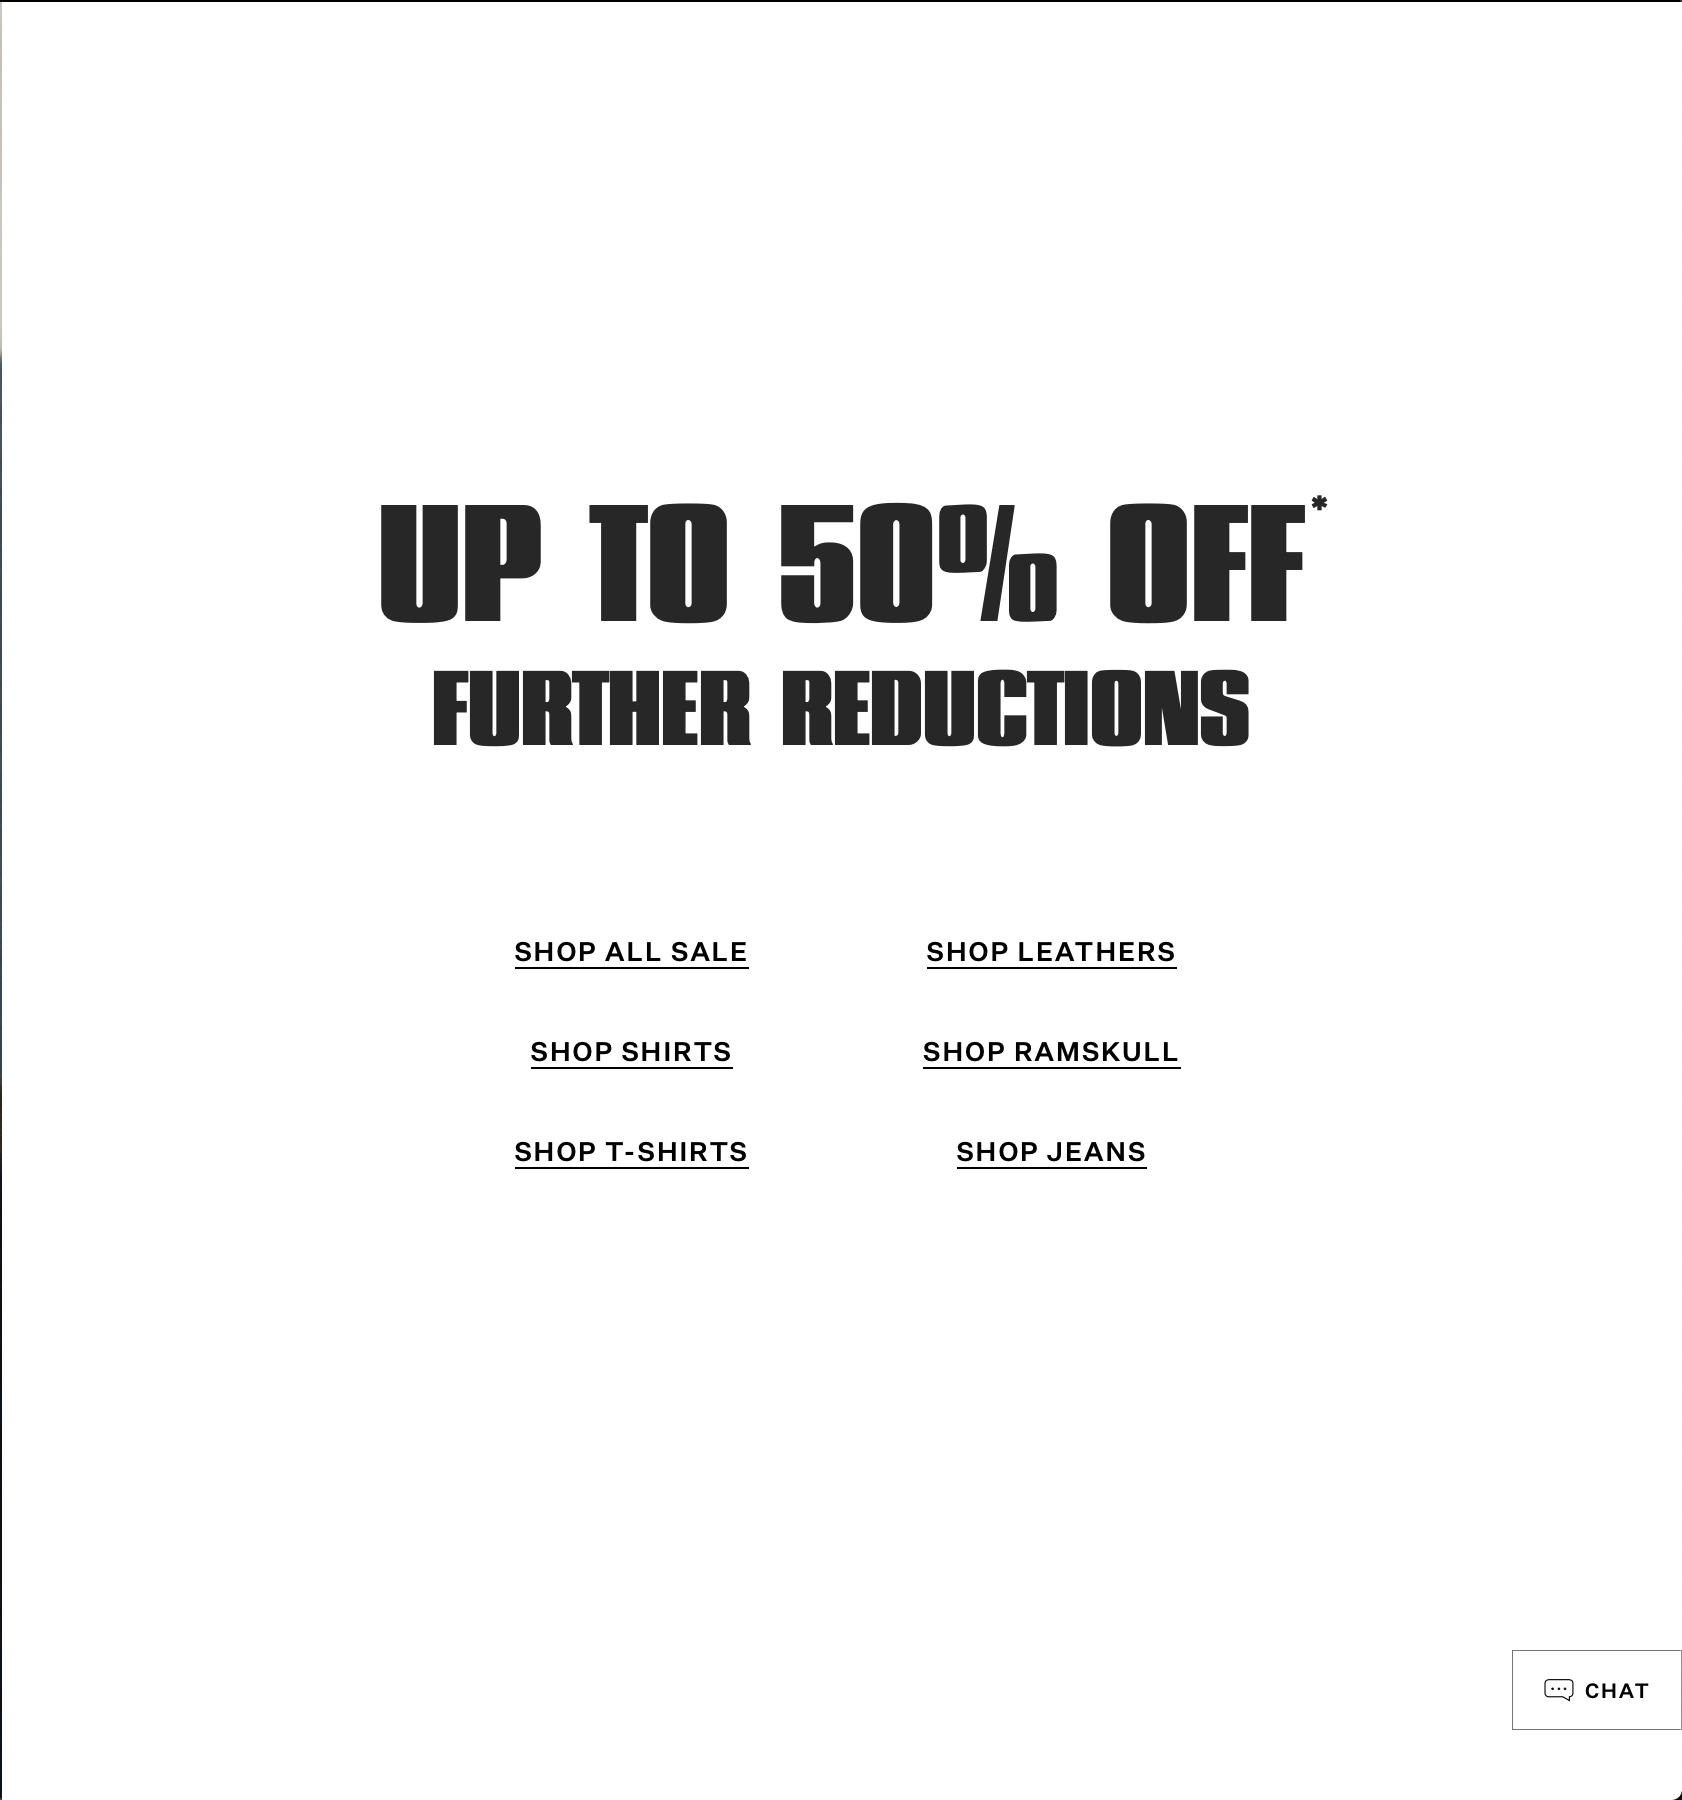 UP TO 50% OFF*
FURTHER REDUCTIONS
SHOP ALL SALE
SHOP LEATHERS
SHOP SHIRTS
SHOP RAMSKULL
SHOP T-SHIRTS
SHOP JEANS
CHAT